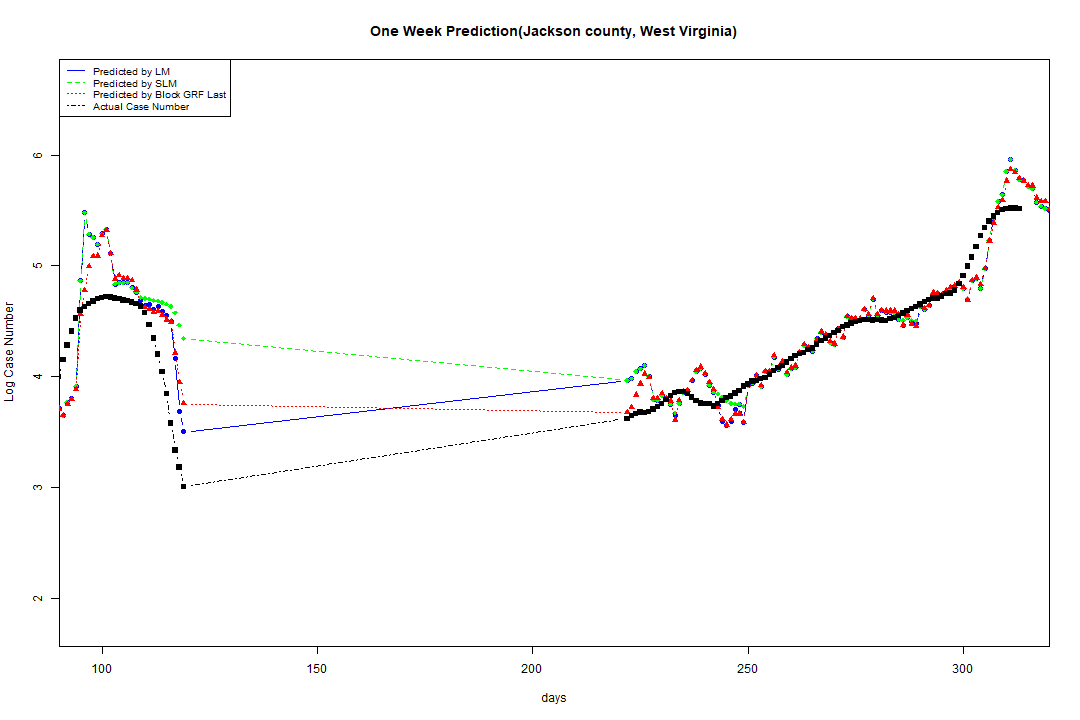 One Week Prediction(Jackson county, West Virginia)
Predicted by LM
Predicted by SLM
Predicted by Block GRF Last
Actual Case Number
6
5
4
3
2
Log Case Number
100 150 200 250 300
days